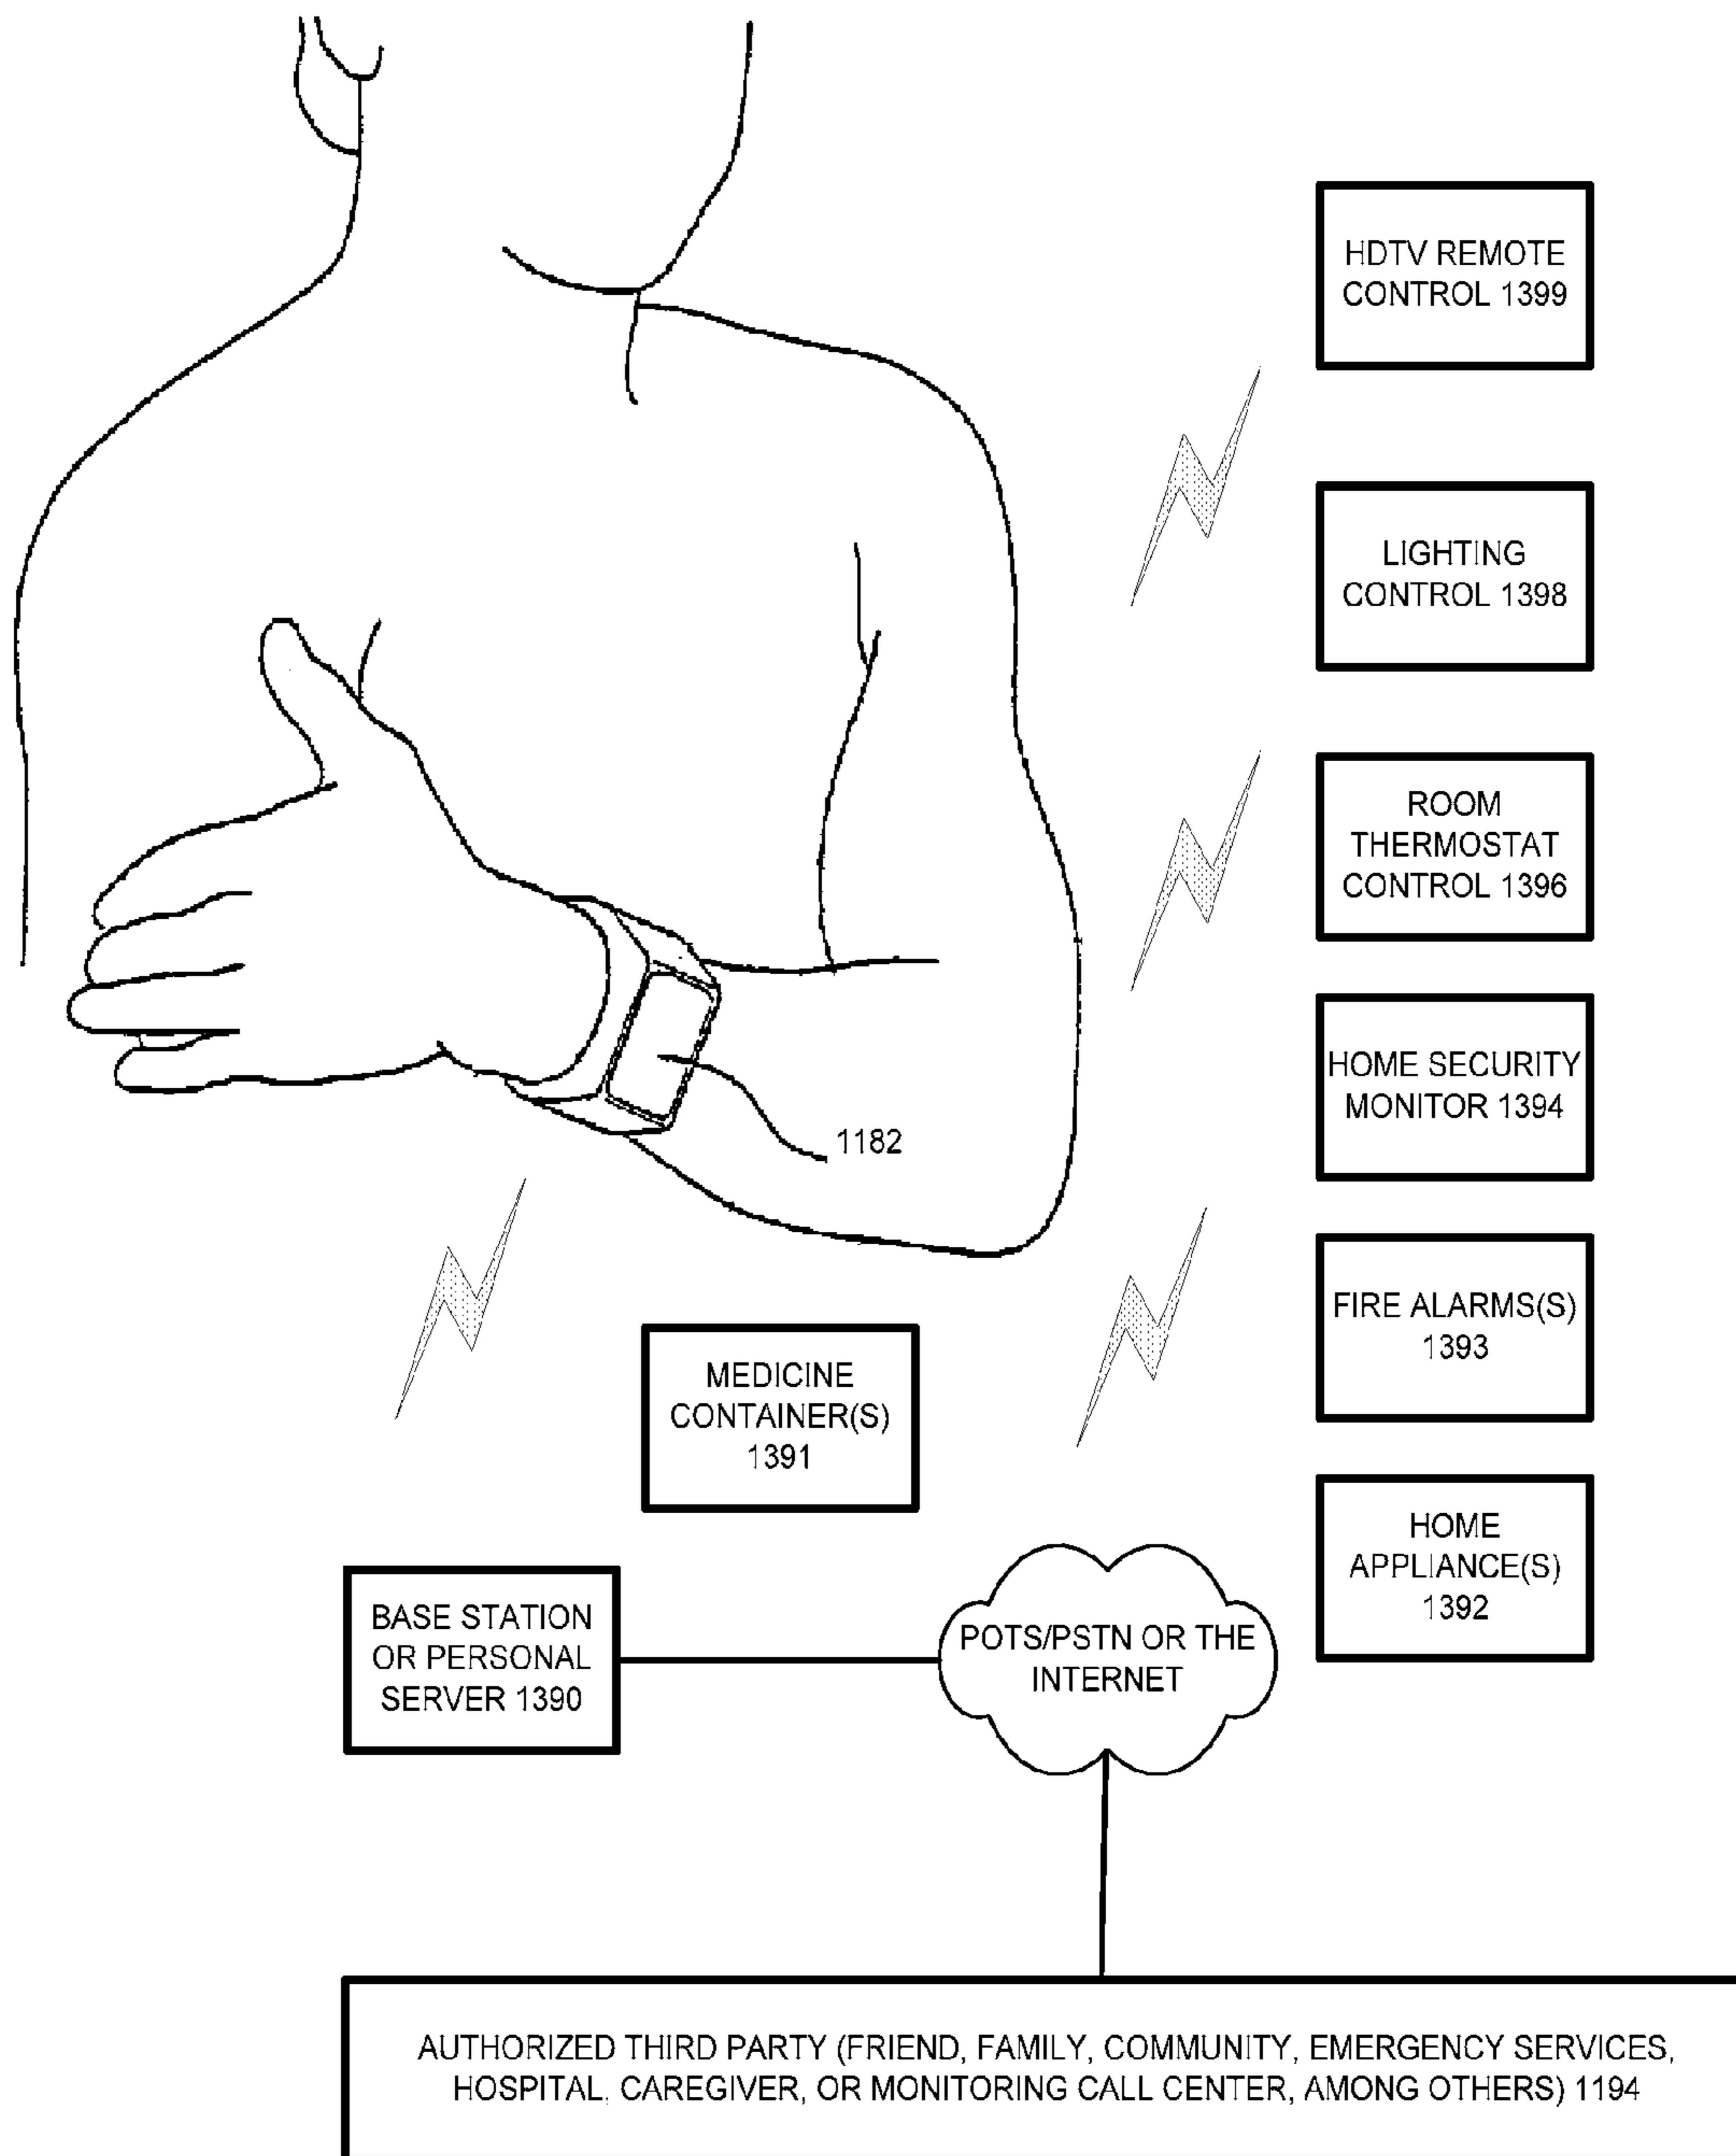 HDTV REMOTE
CONTROL 1399
LIGHTING
CONTROL 1398
ROOM
THERMOSTAT
CONTROL 1396
HOME SECURITY
MONITOR 1394
1182
FIRE ALARMS(S)
1393
MEDICINE
CONTAINER(S)
1391
HOME
APPLIANCE(S)
1392
BASE STATION
OR PERSONAL
SERVER 1390
POTS/PSTN OR THE
INTERNET
AUTHORIZED THIRD PARTY (FRIEND, FAMILY, COMMUNITY, EMERGENCY SERVICES,
HOSPITAL, CAREGIVER, OR MONITORING CALL CENTER, AMONG OTHERS) 1194